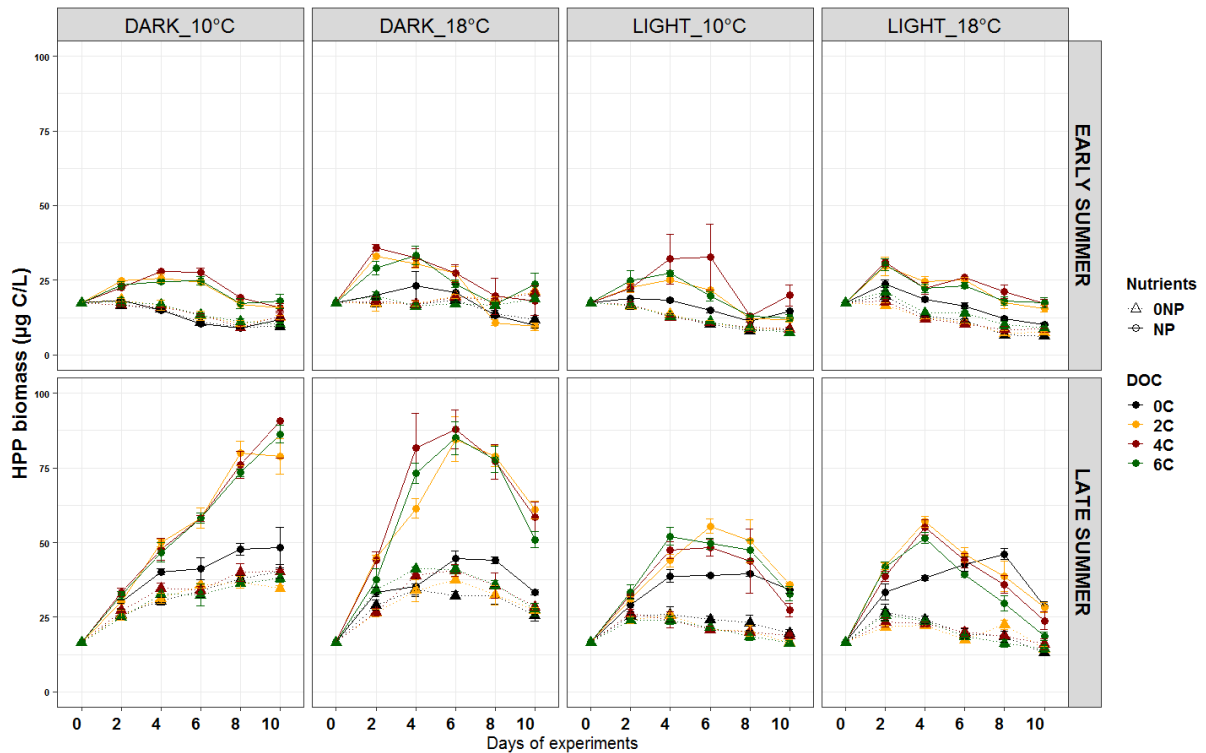 DARK_10°C DARK_18°C LIGHT_10°C LIGHT_18°C
100
75
50
25
0
EARLY SUMMER
HPP biomass (µg C/L)
100
75
50
25
0
LATE SUMMER
0 2 4 6 8 10 0 2 4 6 8 10 0 2 4 6 8 10 0 2 4 6 8 10
Days of experiments
Nutrients
0NP
NP
DOC
0C
2C
4C
6C